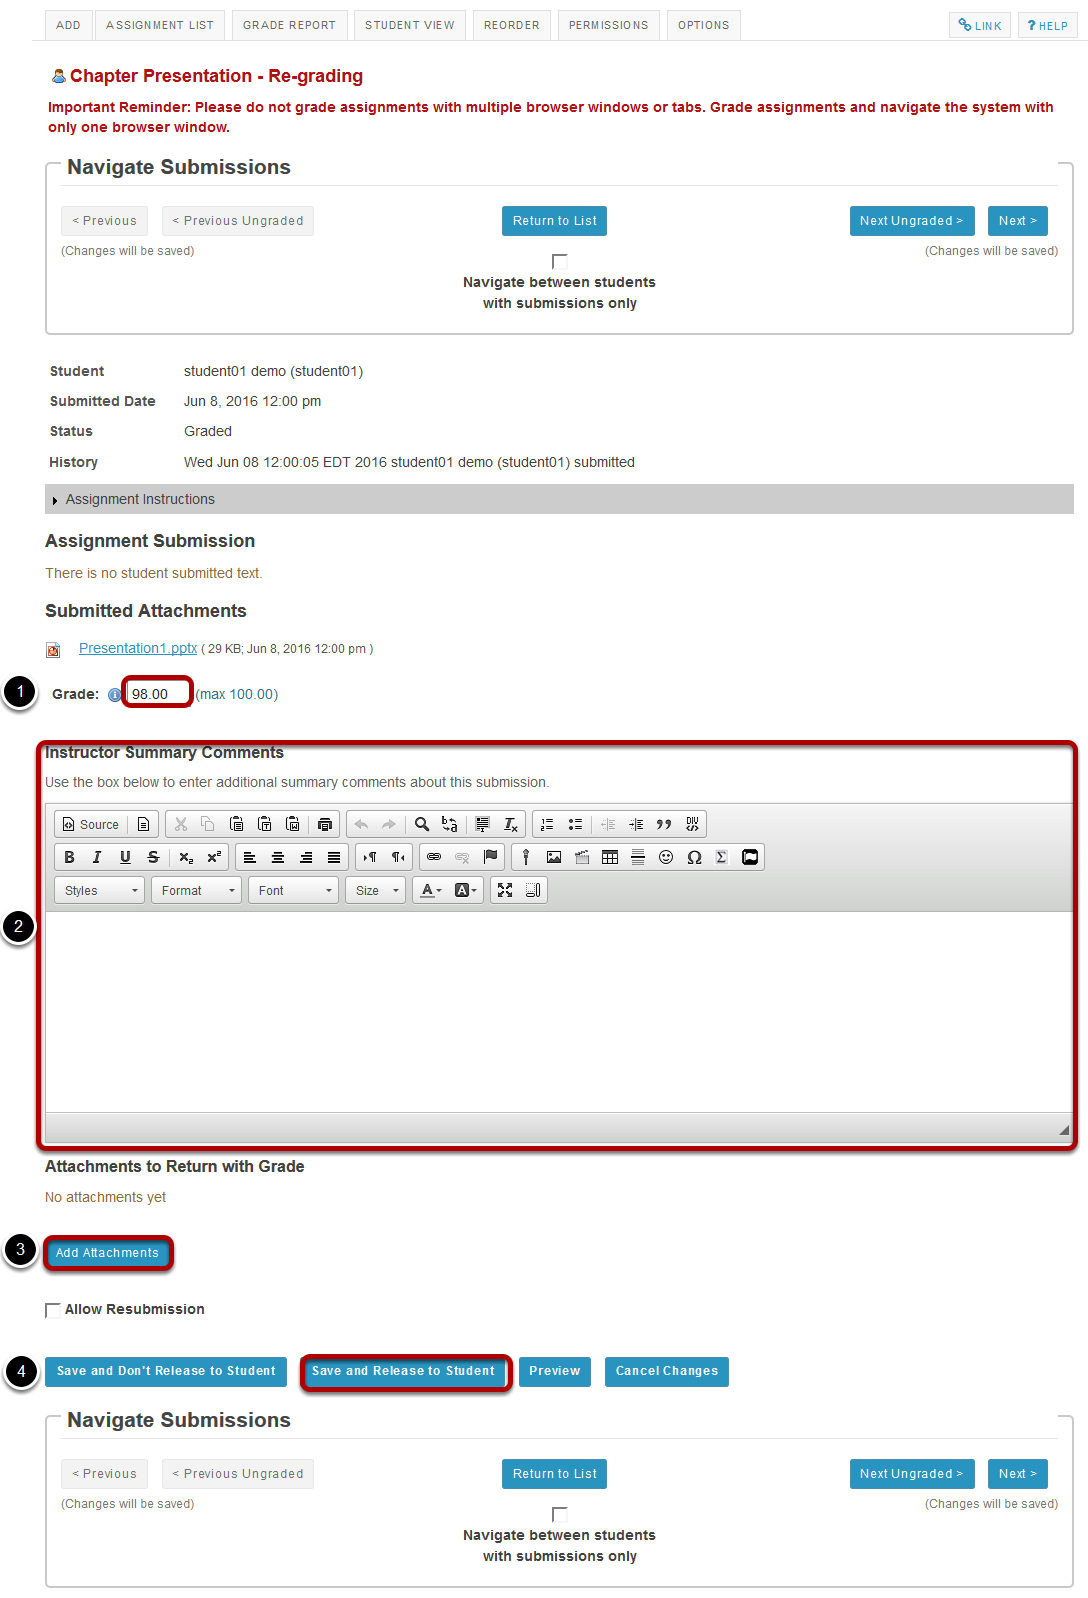 ADD ASSIGNMENT LIST GRADE REPORT STUDENT VIEW REORDER PERMISSIONS OPTIONS LINK ? HELP
Chapter Presentation - Re-grading
Important Reminder: Please do not grade assignments with multiple browser windows or tabs. Grade assignments and navigate the system with
only one browser window.
Navigate Submissions
< Previous < Previous Ungraded Return to List Next Ungraded > Next >
(Changes will be saved) (Changes will be saved)
Navigate between students
with submissions only
Student student01 demo (student01)
Submitted Date Jun 8, 2016 12:00 pm
Status Graded
History Wed Jun 08 12:00:05 EDT 2016 student01 demo (student01) submitted
Assignment Instructions
Assignment Submission
There is no student submitted text.
Submitted Attachments
Presentation1.pptx ( 29 KB; Jun 8, 2016 12:00 pm )
1 Grade: 98.00 (max 100.00)
Instructor Summary Comments
Use the box below to enter additional summary comments about this submission.
Source
B I U S x₂ x²
Styles Format Font Size A A
2
Attachments to Return with Grade
No attachments yet
3 Add Attachments
Allow Resubmission
4 Save and Don't Release to Student Save and Release to Student Preview Cancel Changes
Navigate Submissions
< Previous < Previous Ungraded Return to List Next Ungraded > Next >
(Changes will be saved) (Changes will be saved)
Navigate between students
with submissions only